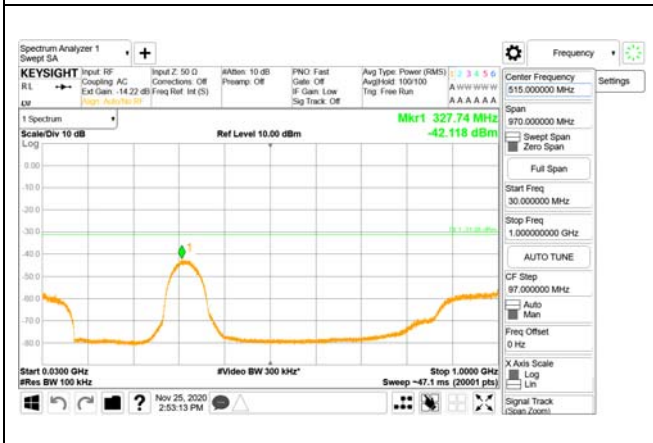 Spectrum Analyzer 1
Swept SA
+
Frequency
KEYSIGHT
Input: RF
Input Z: 50 Ω
#Atten: 10 dB
PNO: Fast
Avg Type: Power (RMS)
1 2 3 4 5 6
RL
Coupling: AC
Corrections: Off
Preamp: Off
Gate: Off
Avg|Hold: 100/100
A W W W W W
Ext Gain: -14.22 dB
Freq Ref: Int (S)
IF Gain: Low
Trig: Free Run
Align: Auto/No RF
Sig Track: Off
A A A A A A
1 Spectrum
Mkr1 327.74 MHz
Scale/Div 10 dB
Ref Level 10.00 dBm
-42.118 dBm
Log
0.00
-10.0
-20.0
-30.0
-40.0
-50.0
-60.0
-70.0
-80.0
1
Start 0.0300 GHz
#Video BW 300 kHz*
Stop 1.0000 GHz
#Res BW 100 kHz
Sweep ~47.1 ms (20001 pts)
?
Nov 25, 2020
2:53:13 PM
Center Frequency
515.000000 MHz
Settings
Span
970.000000 MHz
Swept Span
Zero Span
Full Span
Start Freq
30.000000 MHz
Stop Freq
1.000000000 GHz
AUTO TUNE
CF Step
97.000000 MHz
Auto
Man
Freq Offset
0 Hz
X Axis Scale
Log
Lin
Signal Track
(Span Zoom)